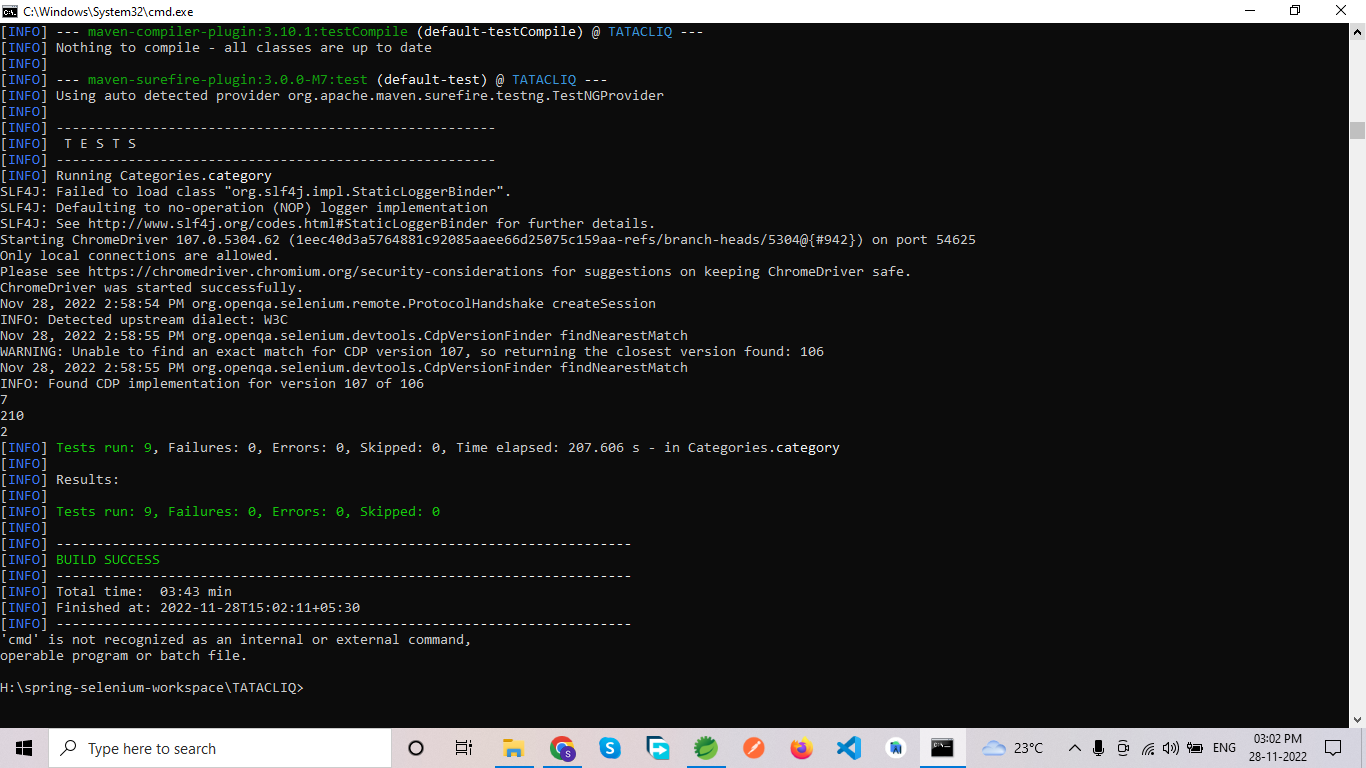 C:\Windows\System32\cmd.exe
[INFO] --- maven-compiler-plugin:3.10.1:testCompile (default-testCompile) @ TATACLIQ ---
[INFO] Nothing to compile - all classes are up to date
[INFO]
[INFO] --- maven-surefire-plugin:3.0.0-M7:test (default-test) @ TATACLIQ ---
[INFO] Using auto detected provider org.apache.maven.surefire.testng.TestNGProvider
[INFO]
[INFO] -------------------------------------------------------
[INFO]  T E S T S
[INFO] -------------------------------------------------------
[INFO] Running Categories.category
SLF4J: Failed to load class "org.slf4j.impl.StaticLoggerBinder".
SLF4J: Defaulting to no-operation (NOP) logger implementation
SLF4J: See http://www.slf4j.org/codes.html#StaticLoggerBinder for further details.
Starting ChromeDriver 107.0.5304.62 (1eec40d3a5764881c92085aaee66d25075c159aa-refs/branch-heads/5304@{#942}) on port 54625
Only local connections are allowed.
Please see https://chromedriver.chromium.org/security-considerations for suggestions on keeping ChromeDriver safe.
ChromeDriver was started successfully.
Nov 28, 2022 2:58:54 PM org.openqa.selenium.remote.ProtocolHandshake createSession
INFO: Detected upstream dialect: W3C
Nov 28, 2022 2:58:55 PM org.openqa.selenium.devtools.CdpVersionFinder findNearestMatch
WARNING: Unable to find an exact match for CDP version 107, so returning the closest version found: 106
Nov 28, 2022 2:58:55 PM org.openqa.selenium.devtools.CdpVersionFinder findNearestMatch
INFO: Found CDP implementation for version 107 of 106
7
210
2
[INFO] Tests run: 9, Failures: 0, Errors: 0, Skipped: 0, Time elapsed: 207.606 s - in Categories.category
[INFO]
[INFO] Results:
[INFO]
[INFO] Tests run: 9, Failures: 0, Errors: 0, Skipped: 0
[INFO]
[INFO] ------------------------------------------------------------------------
[INFO] BUILD SUCCESS
[INFO] ------------------------------------------------------------------------
[INFO] Total time:  03:43 min
[INFO] Finished at: 2022-11-28T15:02:11+05:30
[INFO] ------------------------------------------------------------------------
'cmd' is not recognized as an internal or external command,
operable program or batch file.
H:\spring-selenium-workspace\TATACLIQ>
Type here to search
23°C
ENG
03:02 PM
28-11-2022